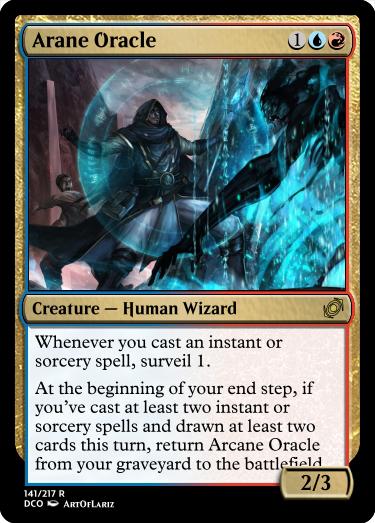 Arane Oracle 1
Creature — Human Wizard
Whenever you cast an instant or
sorcery spell, surveil 1.
At the beginning of your end step, if
you've cast at least two instant or
sorcery spells and drawn at least two
cards this turn, return Arcane Oracle
from your graveyard to the battlefield.
2/3
141/217 R
DCO ArtOfLariz